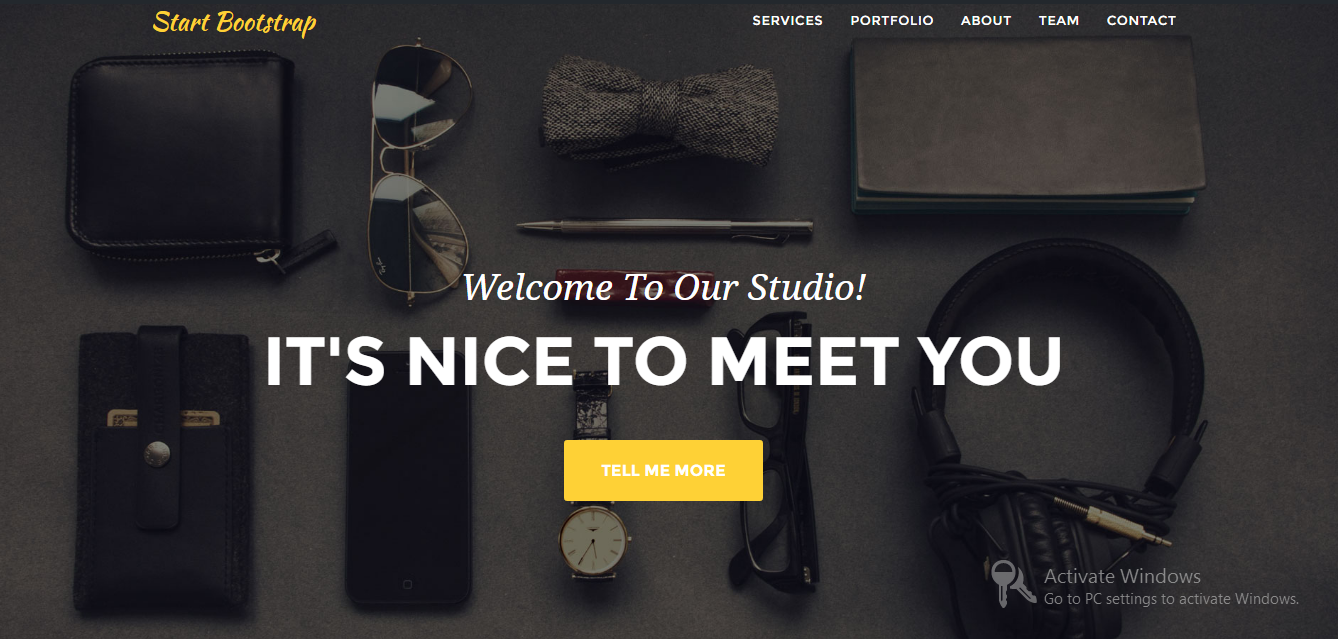 Start Bootstrap
SERVICES PORTFOLIO ABOUT TEAM CONTACT
Welcome To Our Studio!
IT'S NICE TO MEET YOU
TELL ME MORE
Activate Windows
Go to PC settings to activate Windows.